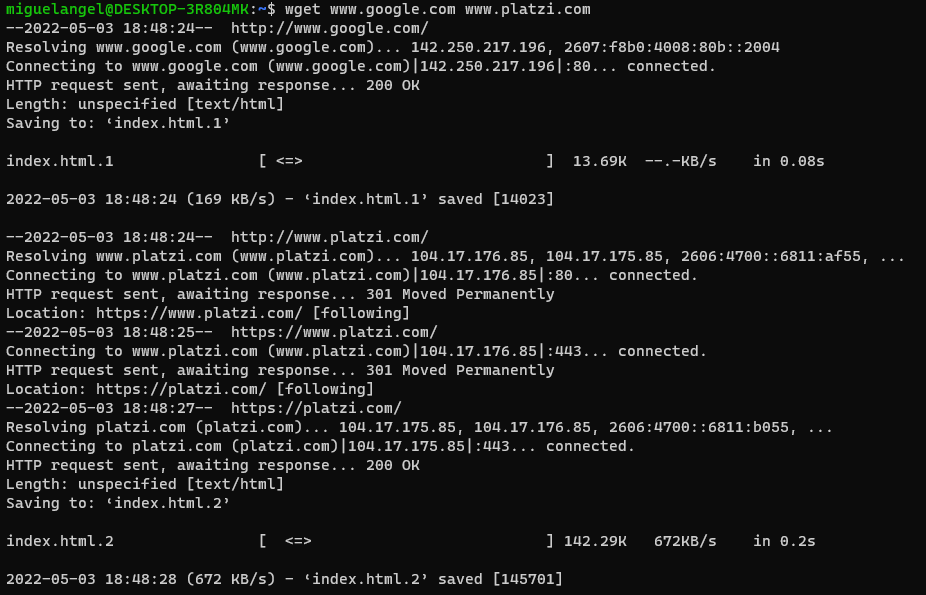 miguelangel@DESKTOP-3R804MK:~$ wget www.google.com www.platzi.com
--2022-05-03 18:48:24--  http://www.google.com/
Resolving www.google.com (www.google.com)... 142.250.217.196, 2607:f8b0:4008:80b::2004
Connecting to www.google.com (www.google.com)|142.250.217.196|:80... connected.
HTTP request sent, awaiting response... 200 OK
Length: unspecified [text/html]
Saving to: ‘index.html.1’
index.html.1                [ <=>                           ]  13.69K  --.-KB/s    in 0.08s
2022-05-03 18:48:24 (169 KB/s) - ‘index.html.1’ saved [14023]
--2022-05-03 18:48:24--  http://www.platzi.com/
Resolving www.platzi.com (www.platzi.com)... 104.17.176.85, 104.17.175.85, 2606:4700::6811:af55, ...
Connecting to www.platzi.com (www.platzi.com)|104.17.176.85|:80... connected.
HTTP request sent, awaiting response... 301 Moved Permanently
Location: https://www.platzi.com/ [following]
--2022-05-03 18:48:25--  https://www.platzi.com/
Connecting to www.platzi.com (www.platzi.com)|104.17.176.85|:443... connected.
HTTP request sent, awaiting response... 301 Moved Permanently
Location: https://platzi.com/ [following]
--2022-05-03 18:48:27--  https://platzi.com/
Resolving platzi.com (platzi.com)... 104.17.175.85, 104.17.176.85, 2606:4700::6811:b055, ...
Connecting to platzi.com (platzi.com)|104.17.175.85|:443... connected.
HTTP request sent, awaiting response... 200 OK
Length: unspecified [text/html]
Saving to: ‘index.html.2’
index.html.2                [  <=>                          ] 142.29K   672KB/s    in 0.2s
2022-05-03 18:48:28 (672 KB/s) - ‘index.html.2’ saved [145701]